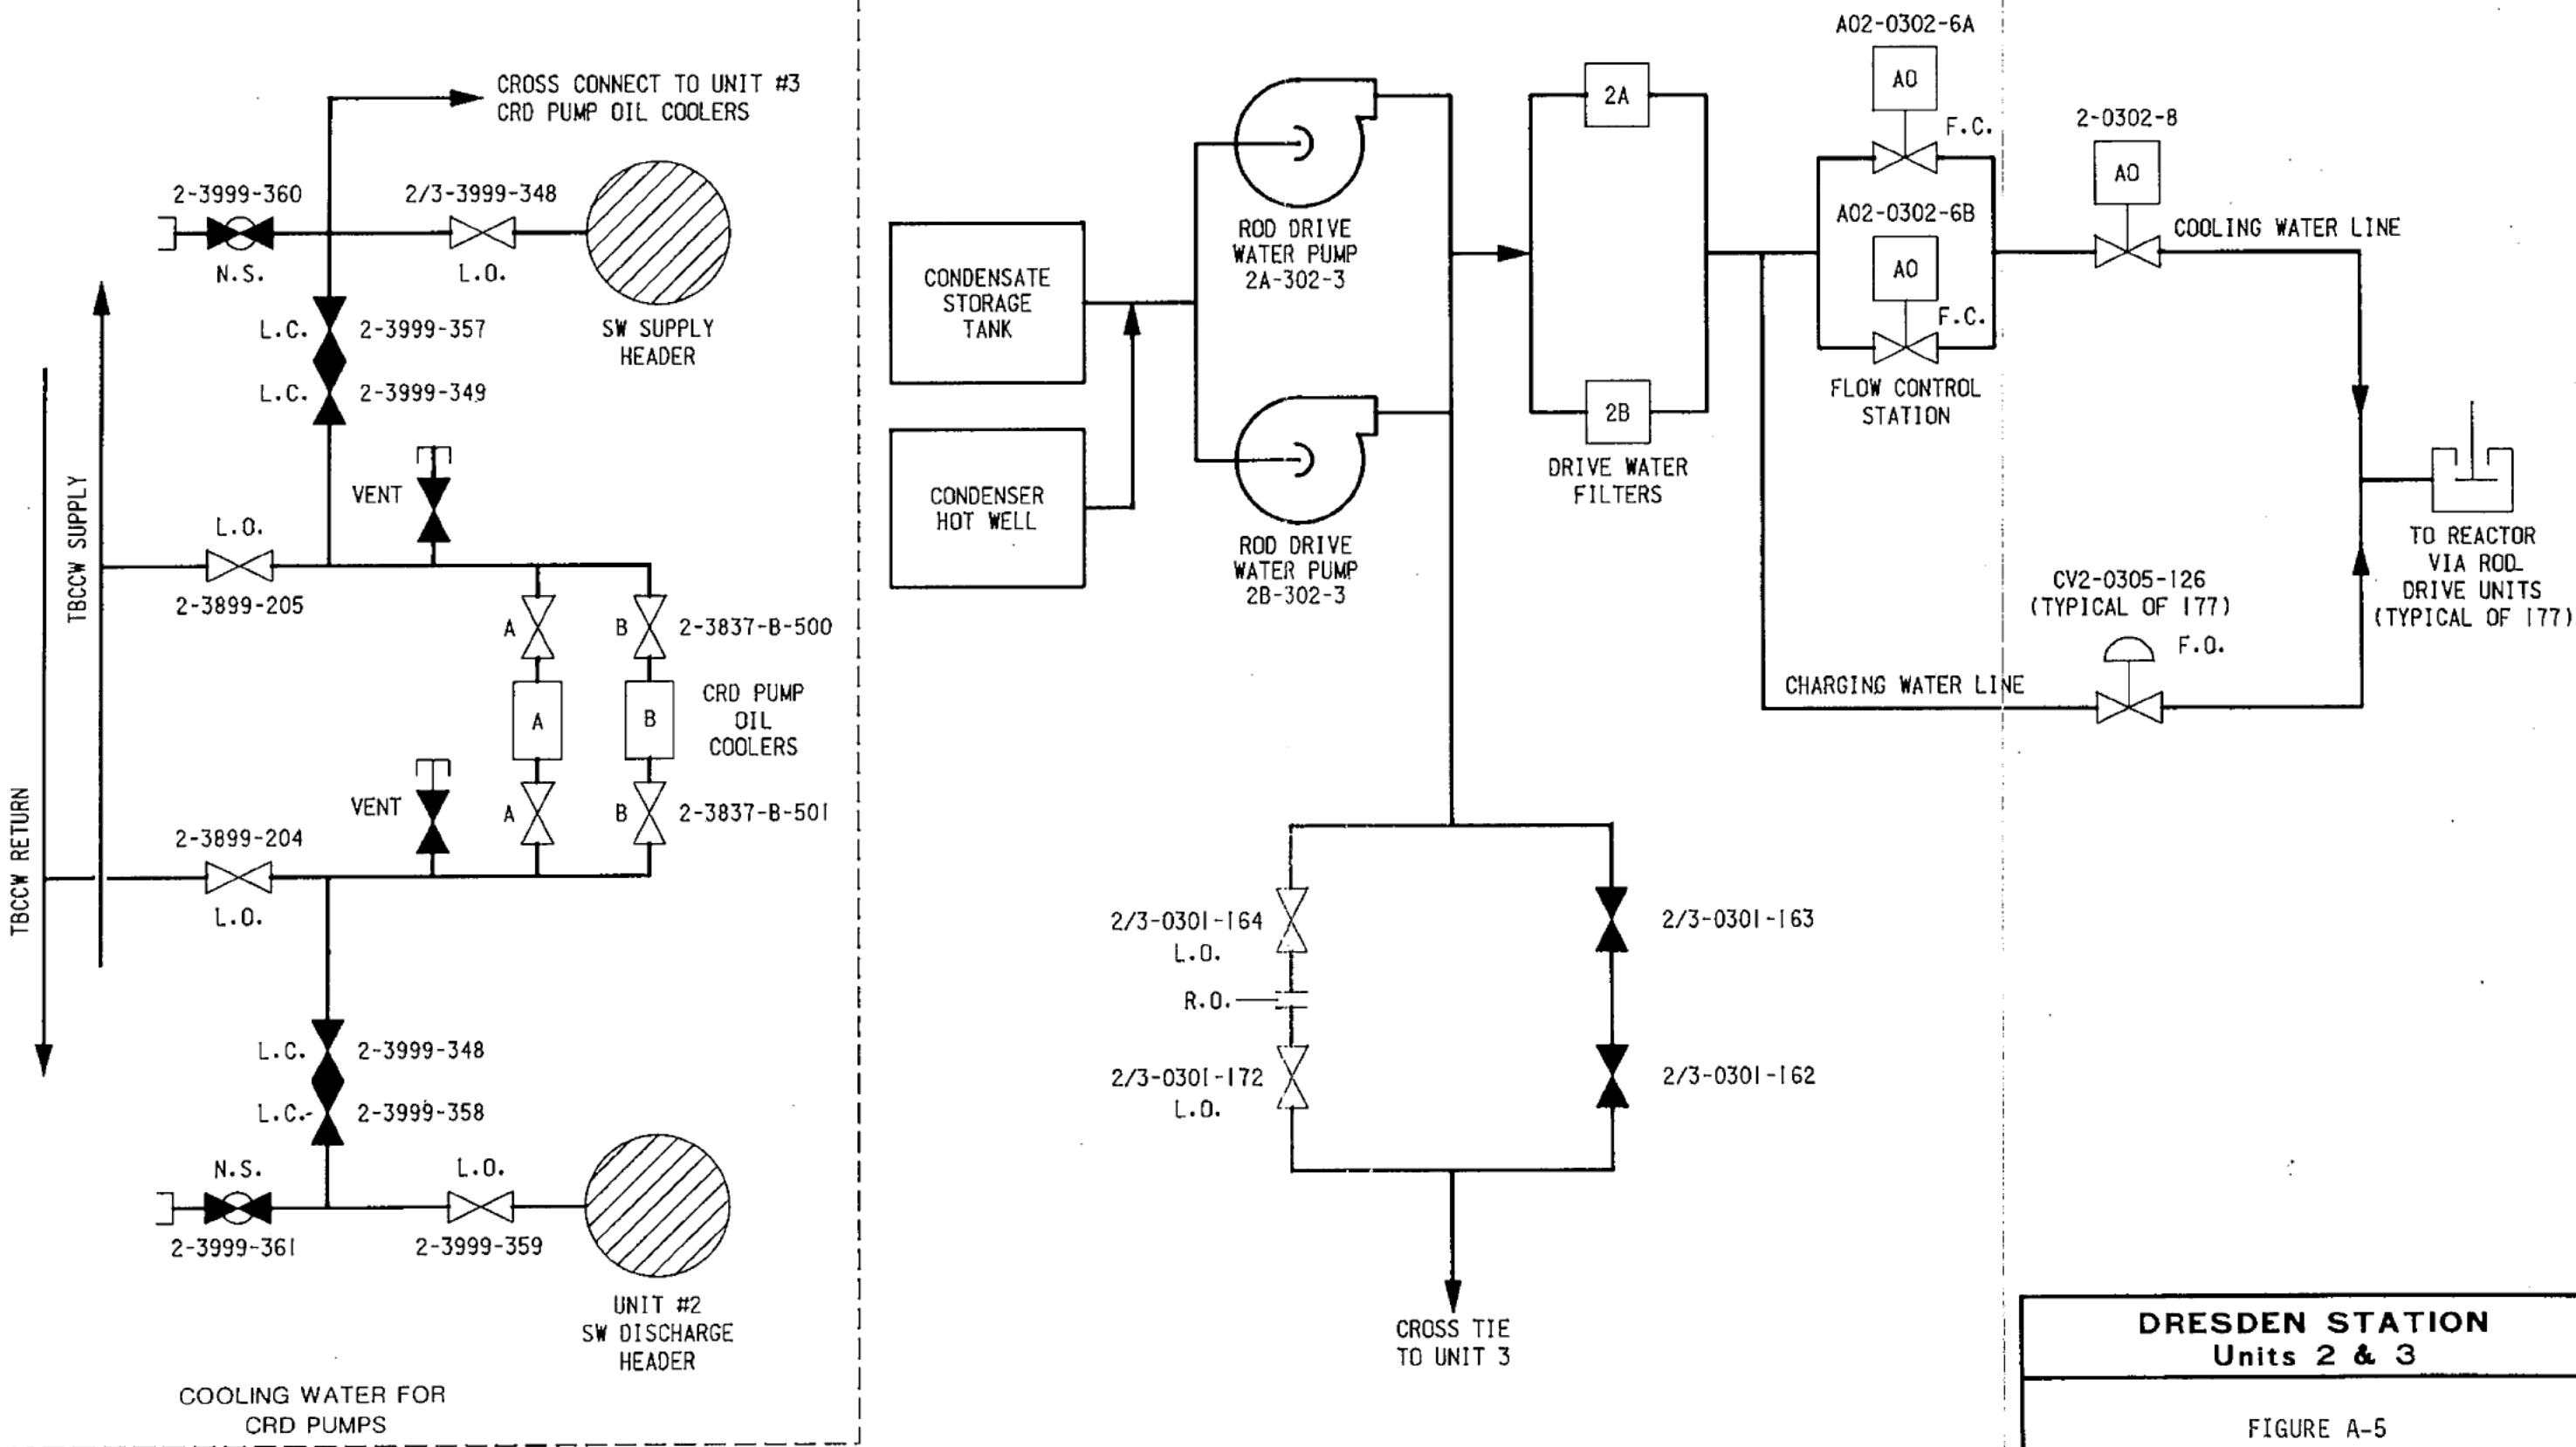 CROSS CONNECT TO UNIT #3
CRD PUMP OIL COOLERS
2-3999-360
N.S.
2/3-3999-348
L.O.
SW SUPPLY
HEADER
L.C.
2-3999-357
L.C.
2-3999-349
VENT
TBCCW SUPPLY
TBCCW RETURN
L.O.
2-3899-205
A
B
2-3837-B-500
A
B
CRD PUMP
OIL
COOLERS
VENT
A
B
2-3837-B-501
2-3899-204
L.O.
L.C.
2-3999-348
L.C.
2-3999-358
N.S.
2-3999-361
L.O.
2-3999-359
UNIT #2
SW DISCHARGE
HEADER
COOLING WATER FOR
CRD PUMPS
CONDENSATE
STORAGE
TANK
CONDENSER
HOT WELL
ROD DRIVE
WATER PUMP
2A-302-3
ROD DRIVE
WATER PUMP
2B-302-3
2A
2B
DRIVE WATER
FILTERS
A02-0302-6A
AO
F.C.
A02-0302-6B
AO
F.C.
FLOW CONTROL
STATION
2-0302-8
AO
COOLING WATER LINE
TO REACTOR
VIA ROD
DRIVE UNITS
(TYPICAL OF 177)
CV2-0305-126
(TYPICAL OF 177)
F.O.
CHARGING WATER LINE
2/3-0301-164
L.O.
R.O.
2/3-0301-172
L.O.
2/3-0301-163
2/3-0301-162
CROSS TIE
TO UNIT 3
DRESDEN STATION
Units 2 & 3
FIGURE A-5